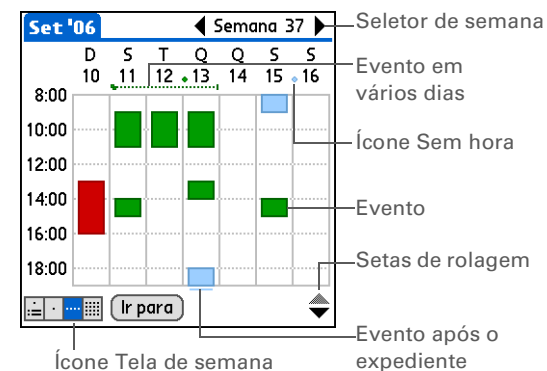 Set '06
Semana 37
Seletor de semana
D S T Q Q S S
10 11 12 13 14 15 16
Evento em
vários dias
8:00
10:00
Ícone Sem hora
12:00
14:00
Evento
16:00
18:00
Setas de rolagem
Ir para
Evento após o
expediente
Ícone Tela de semana